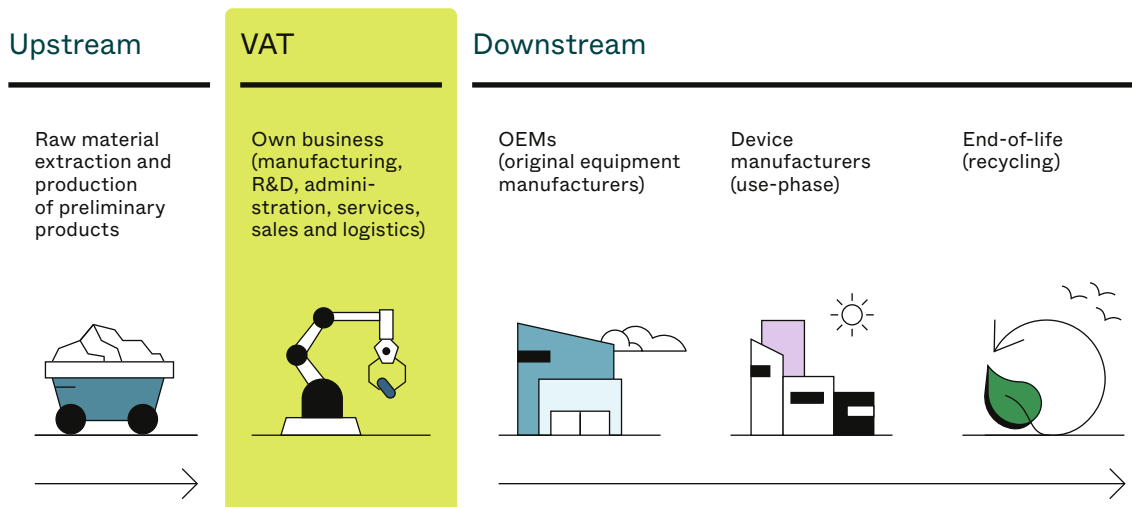 Upstream
VAT
Downstream
Raw material
extraction and
production
of preliminary
products
Own business
(manufacturing,
R&D, admini-
stration, services,
sales and logistics)
OEMs
(original equipment
manufacturers)
Device
manufacturers
(use-phase)
End-of-life
(recycling)